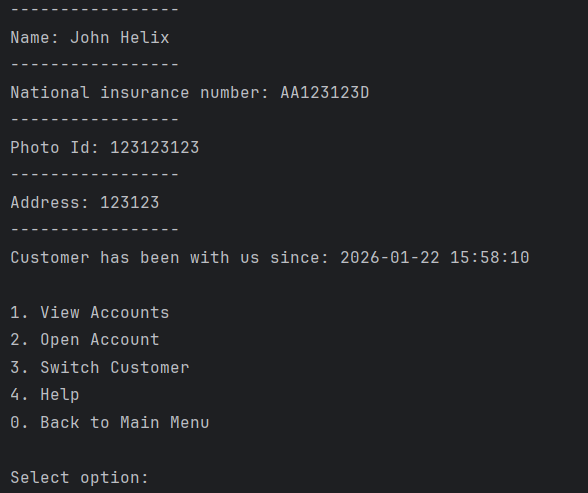 -----------------
Name: John Helix
-----------------
National insurance number: AA123123D
-----------------
Photo Id: 123123123
-----------------
Address: 123123
-----------------
Customer has been with us since: 2026-01-22 15:58:10
1. View Accounts
2. Open Account
3. Switch Customer
4. Help
0. Back to Main Menu
Select option: